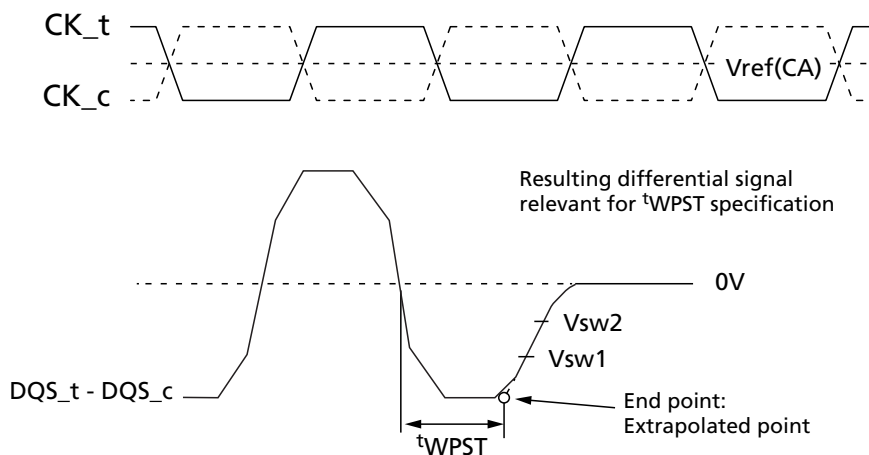 CK_t
Vref(CA)
CK_c
Resulting differential signal
relevant for tWPST specification
0V
Vsw2
Vsw1
DQS_t - DQS_c
End point:
Extrapolated point
tWPST